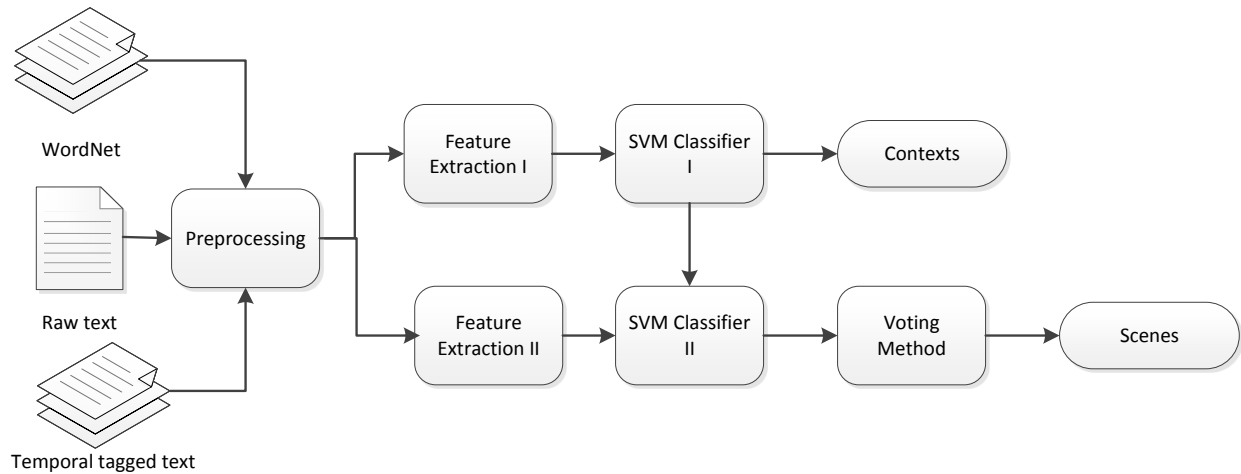 WordNet
Raw text
Temporal tagged text
Preprocessing
Feature
Extraction I
SVM Classifier
I
Contexts
Feature
Extraction II
SVM Classifier
II
Voting
Method
Scenes